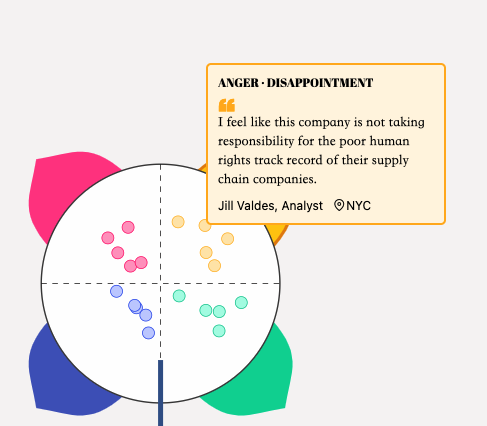 ANGER · DISAPPOINTMENT
❝
I feel like this company is not taking
responsibility for the poor human
rights track record of their supply
chain companies.
Jill Valdes, Analyst NYC